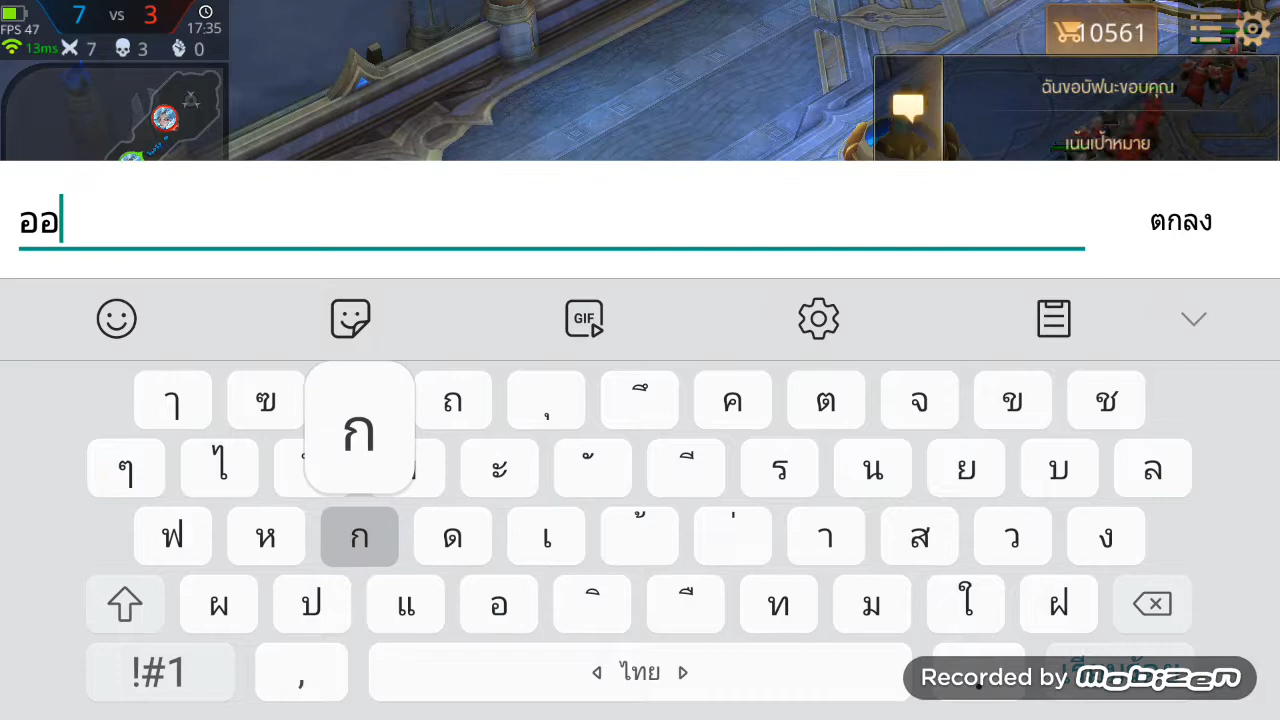 7 vs 3 17:35
FPS 47
13ms 7 3 0
10561
ฉันขอบัฟนะขอบคุณ
เน้นเป้าหมาย
ออ
ตกลง
GIF
ๅ ฃ ก ถ ุ ึ ค ต จ ข ช
ๆ ไ ะ ั ี ร น ย บ ล
ฟ ห ก ด เ ้ ่ า ส ว ง
ผ ป แ อ ิ ื ท ม ใ ฝ
!#1 , ไทย
Recorded by mobizen